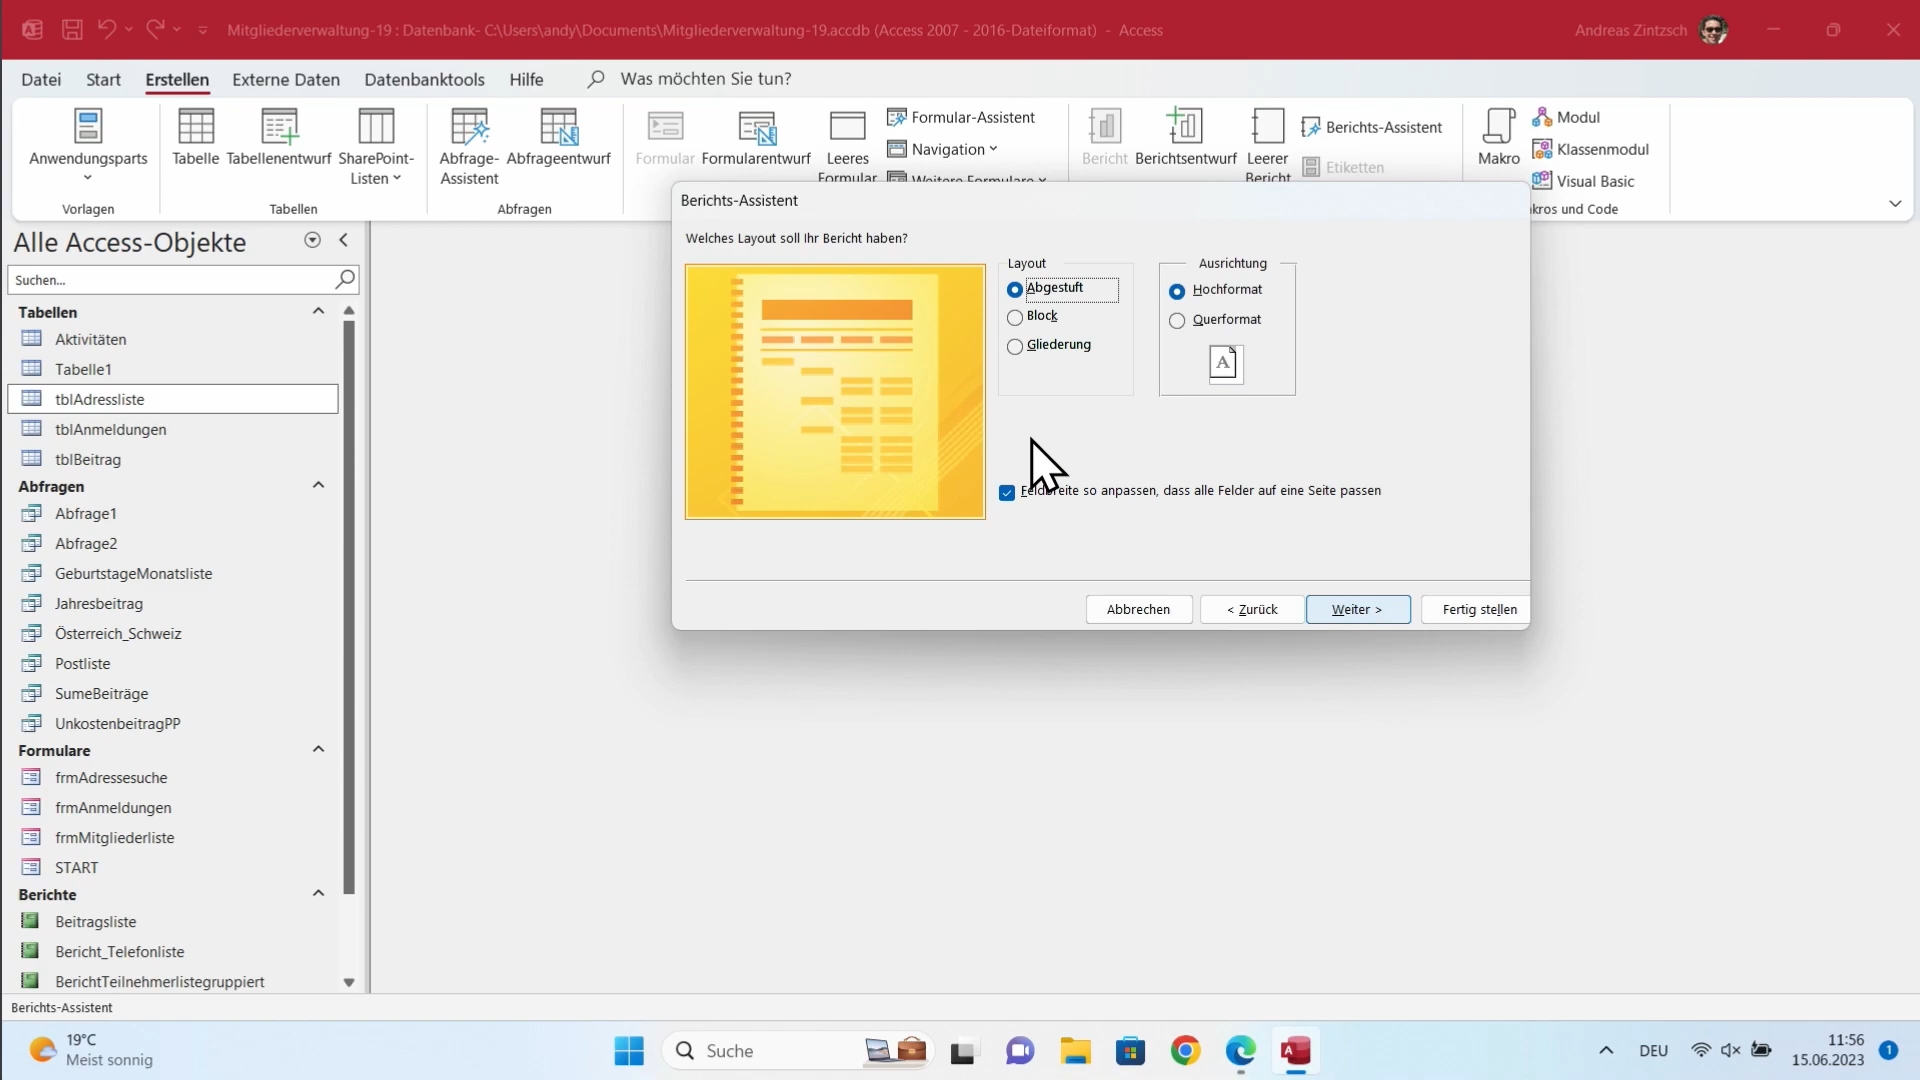 Mitgliederverwaltung-19 : Datenbank- C:\Users\andy\Documents\Mitgliederverwaltung-19.accdb (Access 2007 - 2016-Dateiformat) - Access
Andreas Zintzsch
Datei Start Erstellen Externe Daten Datenbanktools Hilfe Was möchten Sie tun?
Anwendungsparts
Vorlagen
Tabelle Tabellenentwurf SharePoint-
Listen
Tabellen
Abfrage- Abfrageentwurf
Assistent
Abfragen
Formular Formularentwurf Leeres
Formular
Formular-Assistent
Navigation
Weitere Formulare
Bericht Berichtsentwurf Leerer
Bericht
Berichts-Assistent
Etiketten
Makro
Modul
Klassenmodul
Visual Basic
kros und Code
Alle Access-Objekte
Suchen...
Tabellen
Aktivitäten
Tabelle1
tblAdressliste
tblAnmeldungen
tblBeitrag
Abfragen
Abfrage1
Abfrage2
GeburtstageMonatsliste
Jahresbeitrag
Österreich_Schweiz
Postliste
SumeBeiträge
UnkostenbeitragPP
Formulare
frmAdressesuche
frmAnmeldungen
frmMitgliederliste
START
Berichte
Beitragsliste
Bericht_Telefonliste
BerichtTeilnehmerlistegruppiert
Berichts-Assistent
Welches Layout soll Ihr Bericht haben?
Layout
Abgestuft
Block
Gliederung
Ausrichtung
Hochformat
Querformat
A
Feldbreite so anpassen, dass alle Felder auf eine Seite passen
Abbrechen < Zurück Weiter > Fertig stellen
Berichts-Assistent
19°C
Meist sonnig
Suche
DEU
11:56
15.06.2023
1